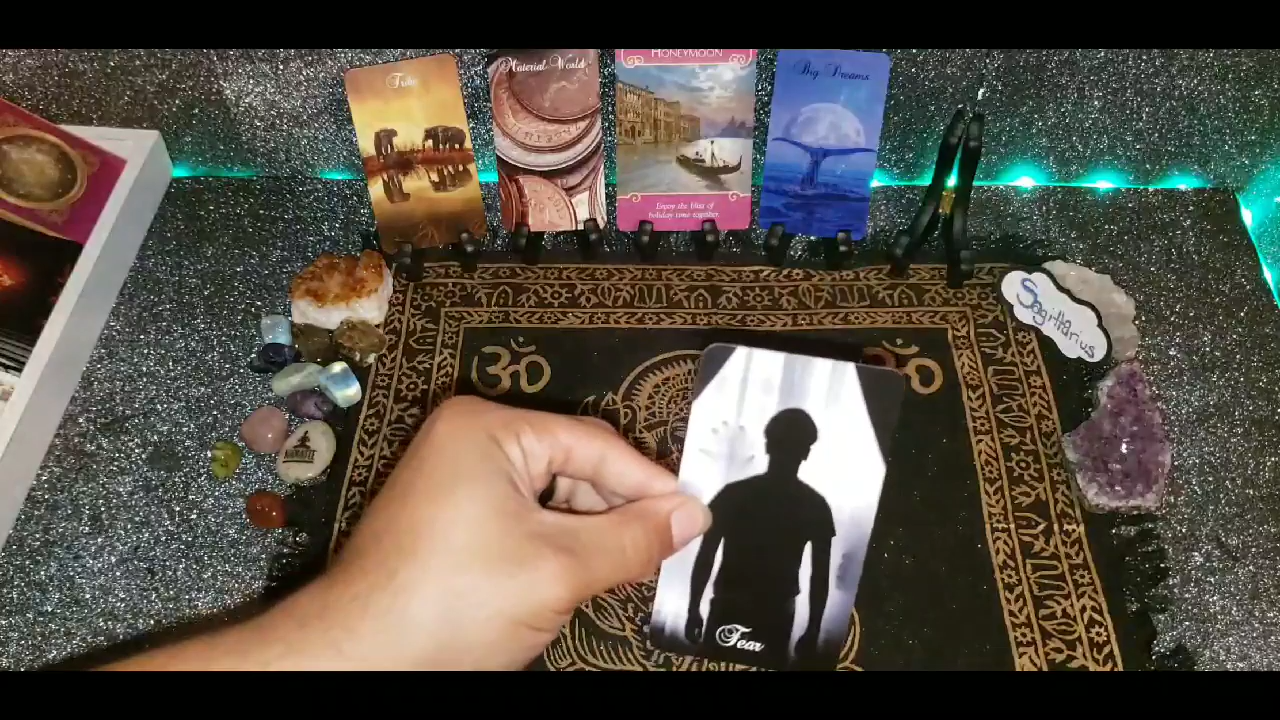 Tribe
Material World
HONEYMOON
Big Dreams
Enjoy the bliss of
holiday time together.
Sagittarius
NAMASTE
ॐ
ॐ
Fear